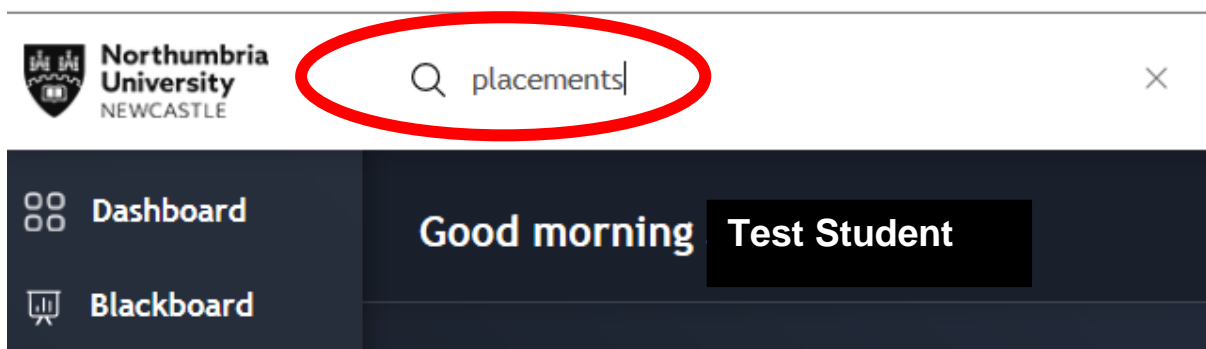 Northumbria
University
NEWCASTLE
placements
Dashboard
Good morning Test Student
Blackboard